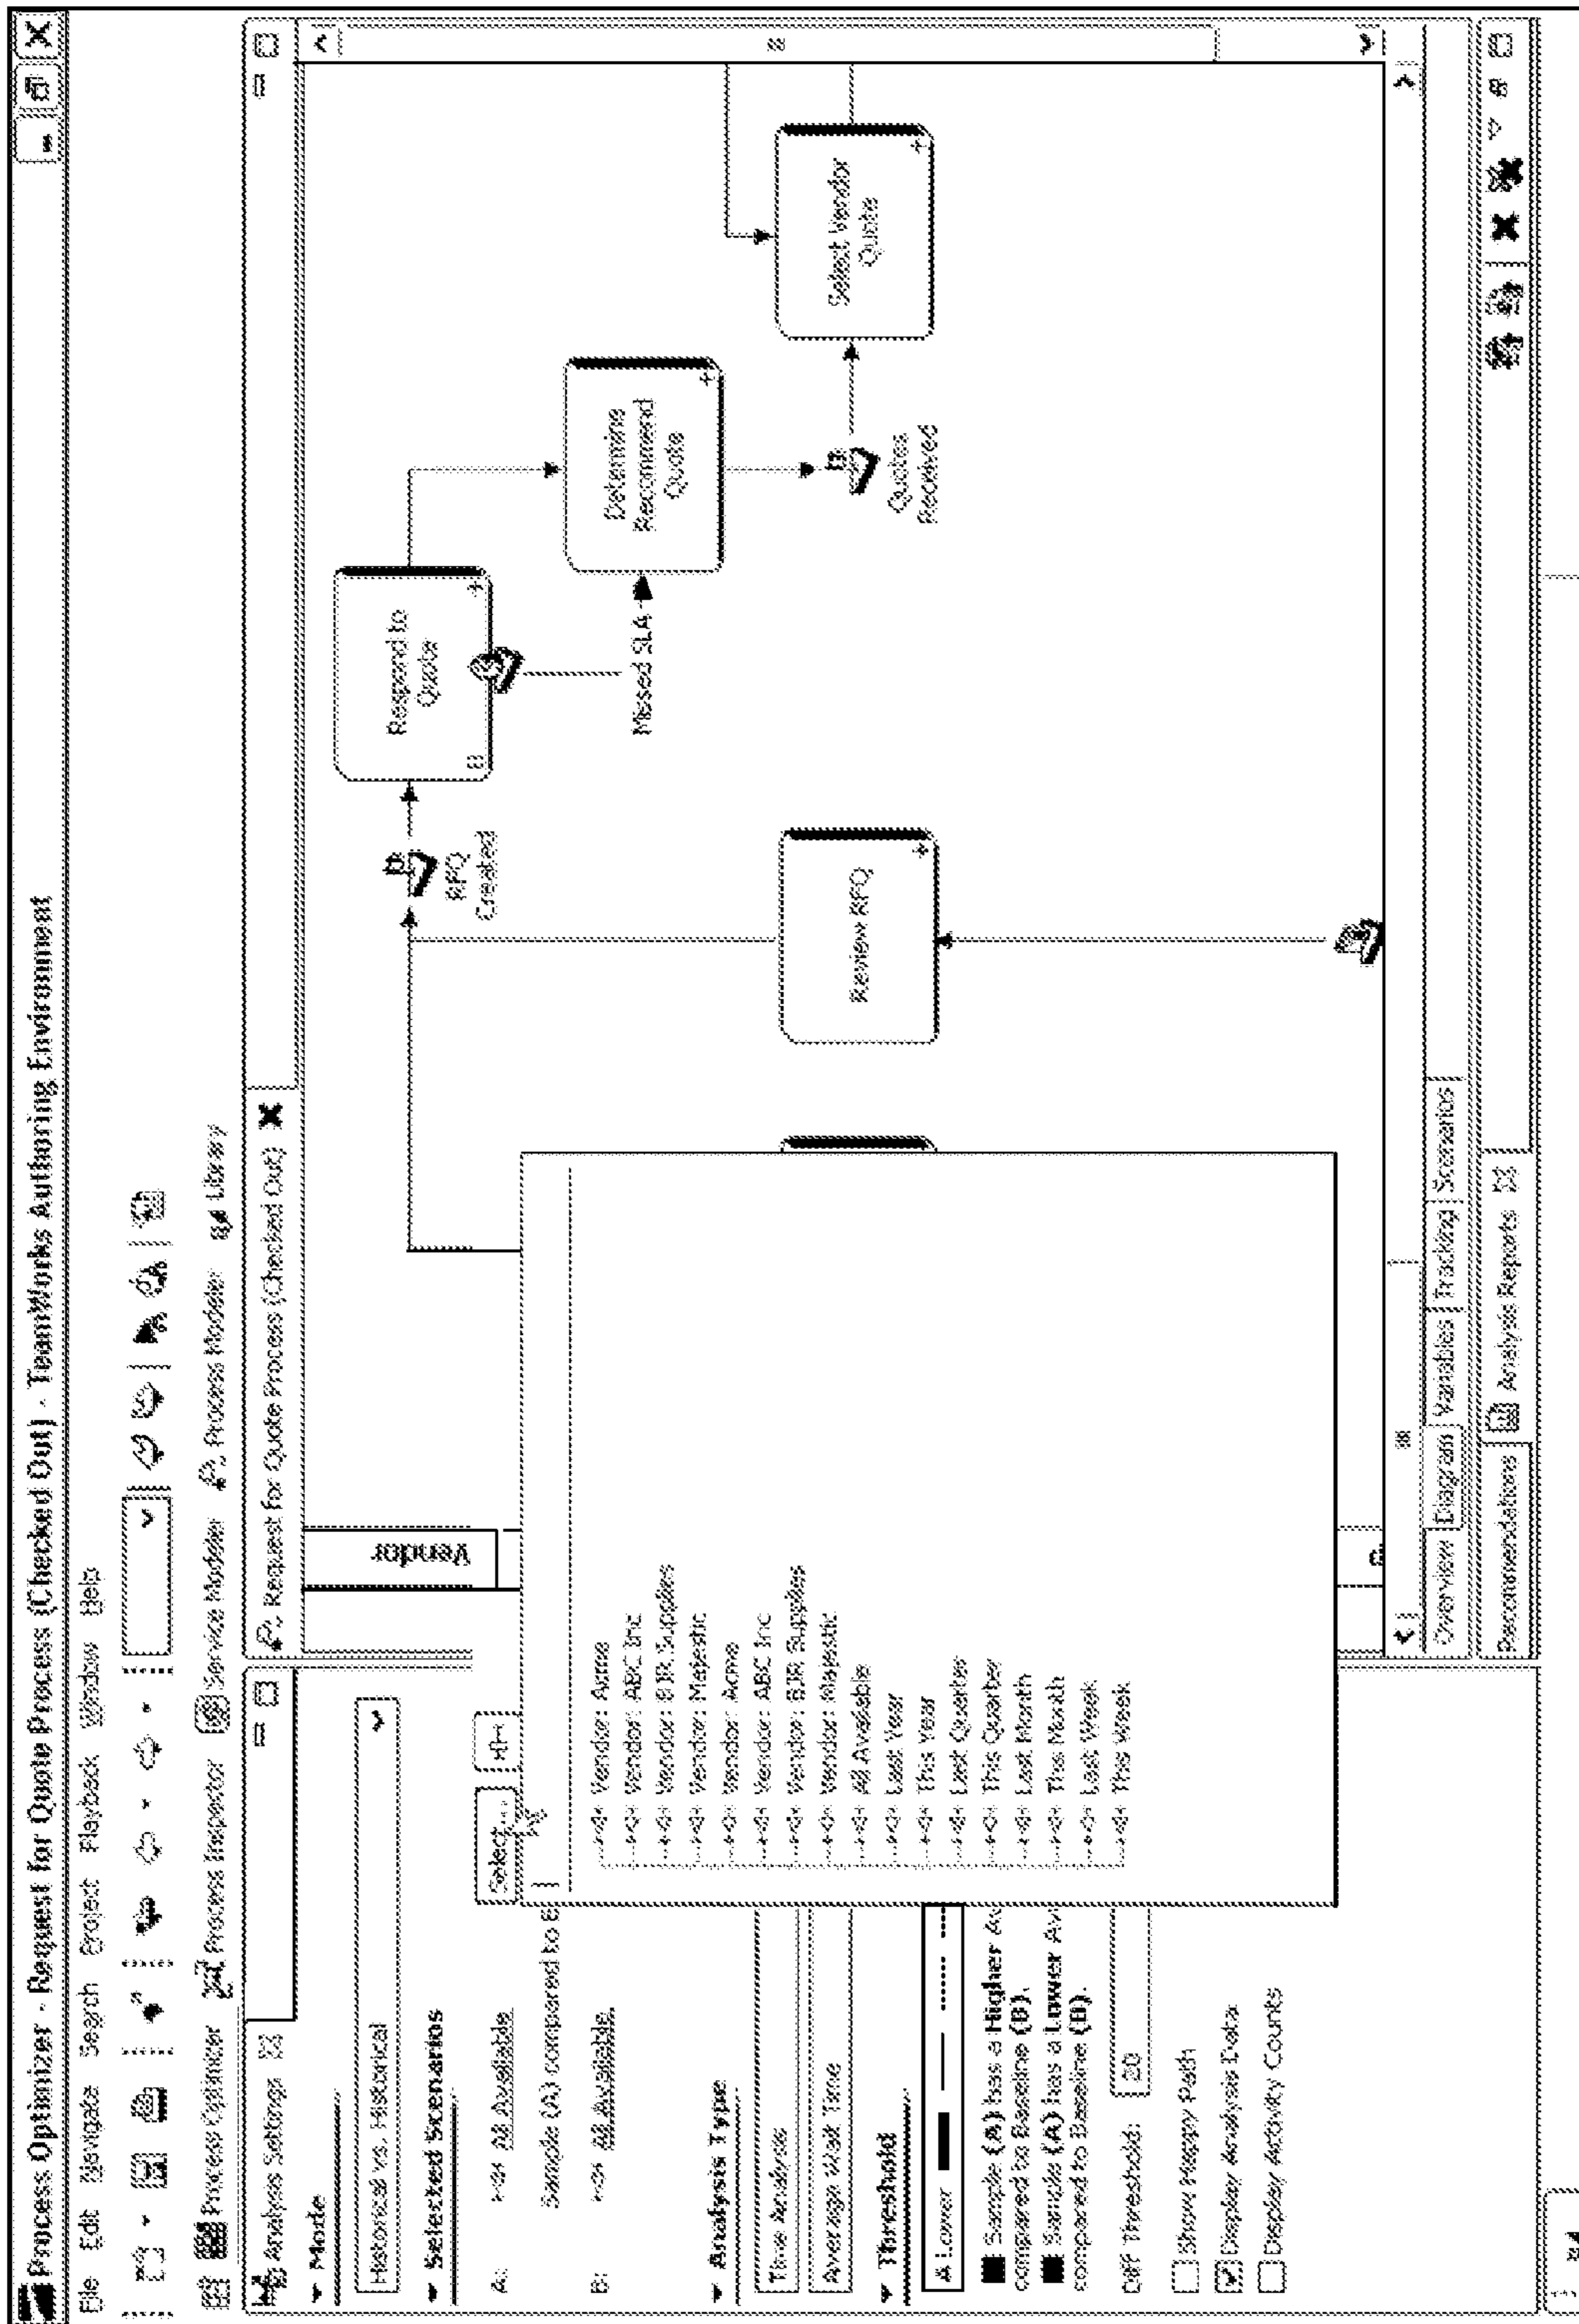 Process Optimizer - Request for Quote Process (Checked Out) - TeamWorks Authoring Environment
File Edit Navigate Search Project Playback Window Help
Process Optimizer Process Inspector Service Modeler Process Modeler Library
Analysis Settings
Mode
Historical vs. Historical
Selected Scenarios
A: All Available
Select...
Sample (A) compared to B
B: All Available
Analysis Type
Time Analysis
Average Wait Time
Threshold
A Lower
Sample (A) has a Higher Av
compared to Baseline (B).
Sample (A) has a Lower Av
compared to Baseline (B).
Diff Threshold: 20
Show Happy Path
Display Analysis Data
Display Activity Counts
Vendor: Acme
Vendor: ABC Inc
Vendor: BJR Supplies
Vendor: Majestic
Vendor: Acme
Vendor: ABC Inc
Vendor: BJR Supplies
Vendor: Majestic
All Available
Last Year
This Year
Last Quarter
This Quarter
Last Month
This Month
Last Week
This Week
Request for Quote Process (Checked Out)
Vendor
RFQ
Created
Respond to
Quote
Missed SLA
Determine
Recommend
Quote
Quotes
Received
Select Vendor
Quote
Review RFQ
Overview Diagram Variables Tracking Scenarios
Recommendations Analysis Reports